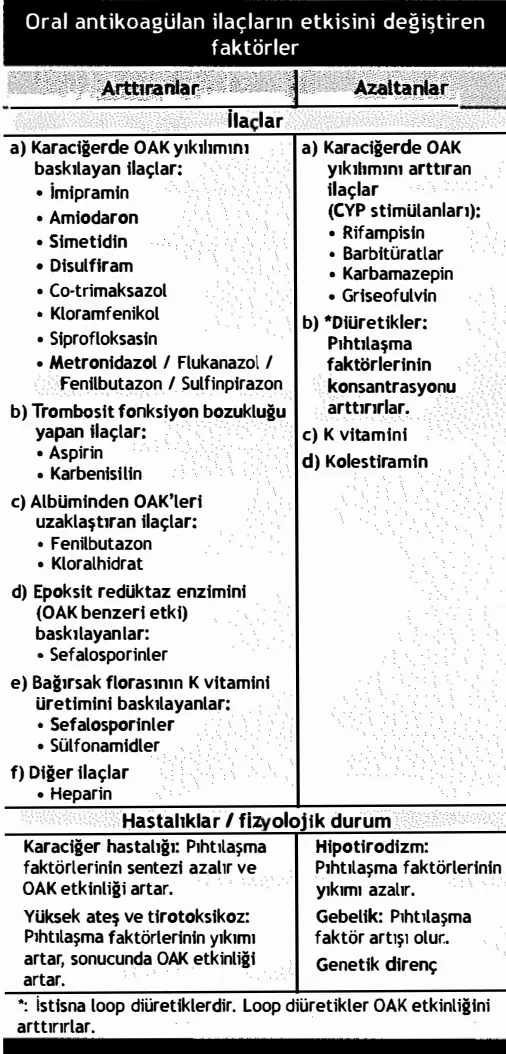 Oral antikoagülan ilaçların etkisini değiştiren
faktörler
Arttıranlar
Azaltanlar
İlaçlar
a) Karaciğerde OAK yıkılımını
baskılayan ilaçlar:
• İmipramin
• Amiodaron
• Simetidin
• Disulfiram
• Co-trimaksazol
• Kloramfenikol
• Siprofloksasin
• Metronidazol / Flukanazol /
Fenilbutazon / Sulfinpirazon
b) Trombosit fonksiyon bozukluğu
yapan ilaçlar:
• Aspirin
• Karbenisilin
c) Albüminden OAK'leri
uzaklaştıran ilaçlar:
• Fenilbutazon
• Kloralhidrat
d) Epoksit redüktaz enzimini
(OAK benzeri etki)
baskılayanlar:
• Sefalosporinler
e) Bağırsak florasının K vitamini
üretimini baskılayanlar:
• Sefalosporinler
• Sülfonamidler
f) Diğer ilaçlar
• Heparin
a) Karaciğerde OAK
yıkılımını arttıran
ilaçlar
(CYP stimülanları):
• Rifampisin
• Barbitüratlar
• Karbamazepin
• Griseofulvin
b) *Diüretikler:
Pıhtılaşma
faktörlerinin
konsantrasyonu
arttırırlar.
c) K vitamini
d) Kolestiramin
Hastalıklar / fizyolojik durum
Karaciğer hastalığı: Pıhtılaşma
faktörlerinin sentezi azalır ve
OAK etkinliği artar.
Yüksek ateş ve tirotoksikoz:
Pıhtılaşma faktörlerinin yıkımı
artar, sonucunda OAK etkinliği
artar.
Hipotirodizm:
Pıhtılaşma faktörlerinin
yıkımı azalır.
Gebelik: Pıhtılaşma
faktör artışı olur.
Genetik direnç
*: İstisna loop diüretiklerdir. Loop diüretikler OAK etkinliğini
arttırırlar.